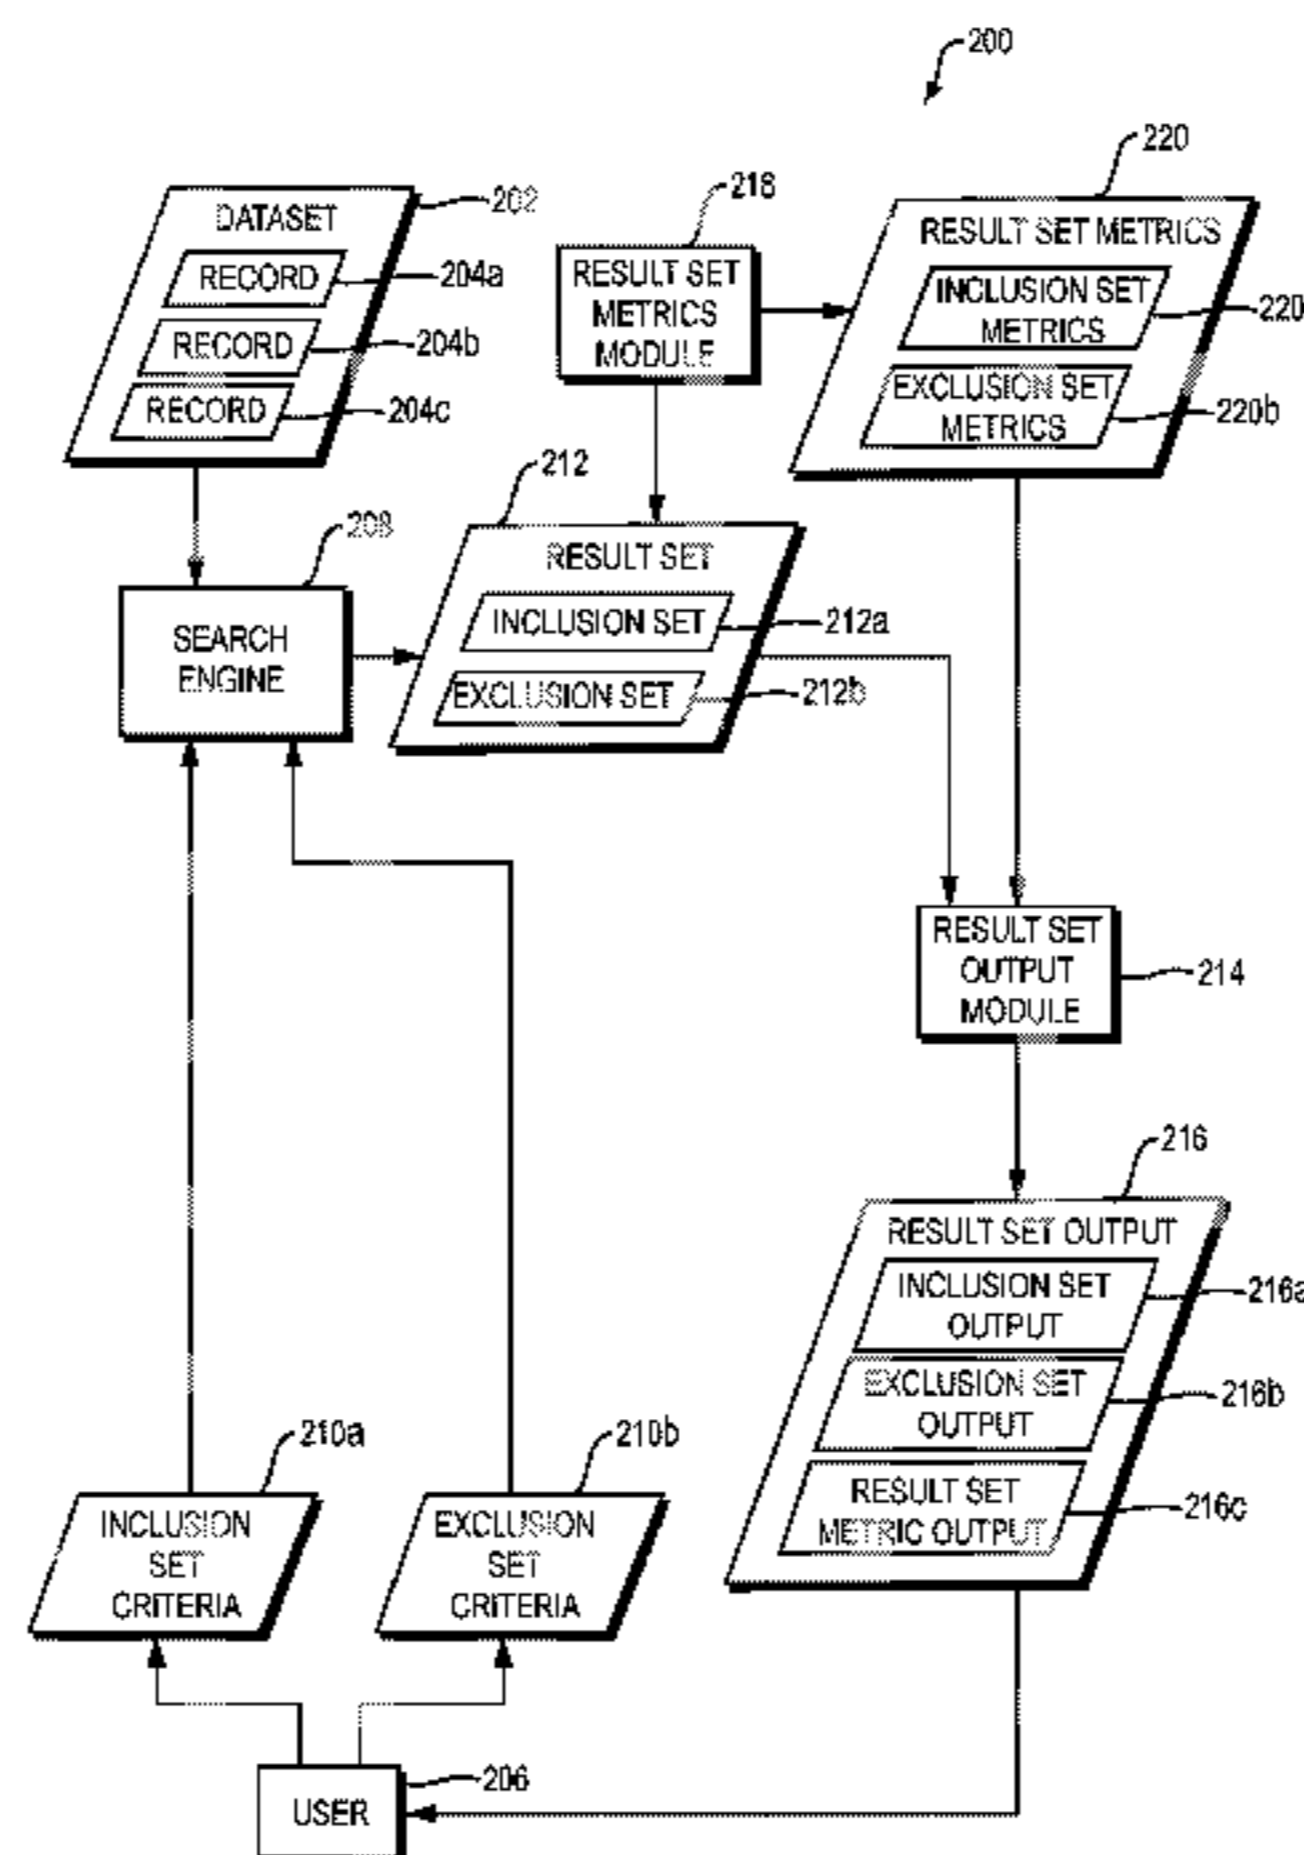 200
220
202
218
DATASET
RESULT SET METRICS
RECORD
204a
RESULT SET
METRICS
MODULE
INCLUSION SET
METRICS
220
RECORD
204b
RECORD
204c
EXCLUSION SET
METRICS
220b
212
208
RESULT SET
SEARCH
ENGINE
INCLUSION SET
212a
EXCLUSION SET
212b
RESULT SET
OUTPUT
MODULE
214
216
RESULT SET OUTPUT
INCLUSION SET
OUTPUT
216a
EXCLUSION SET
OUTPUT
216b
RESULT SET
METRIC OUTPUT
216c
210a
210b
INCLUSION
SET
CRITERIA
EXCLUSION
SET
CRITERIA
206
USER